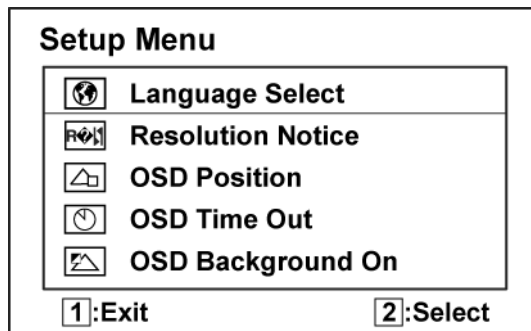 Setup Menu
Language Select
Resolution Notice
OSD Position
OSD Time Out
OSD Background On
1:Exit 2:Select